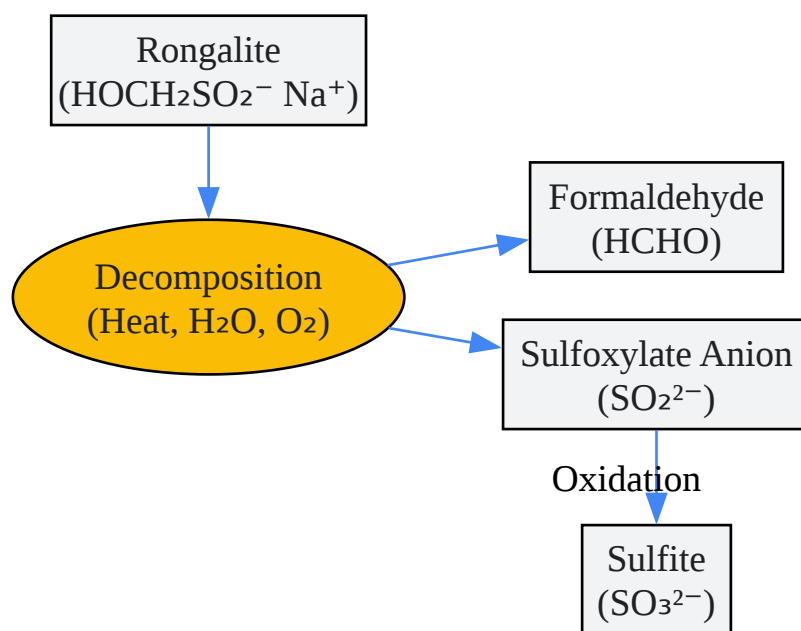 Rongalite
(HOCH₂SO₂⁻ Na⁺)
Decomposition
(Heat, H₂O, O₂)
Formaldehyde
(HCHO)
Sulfoxylate Anion
(SO₂²⁻)
Oxidation
Sulfite
(SO₃²⁻)